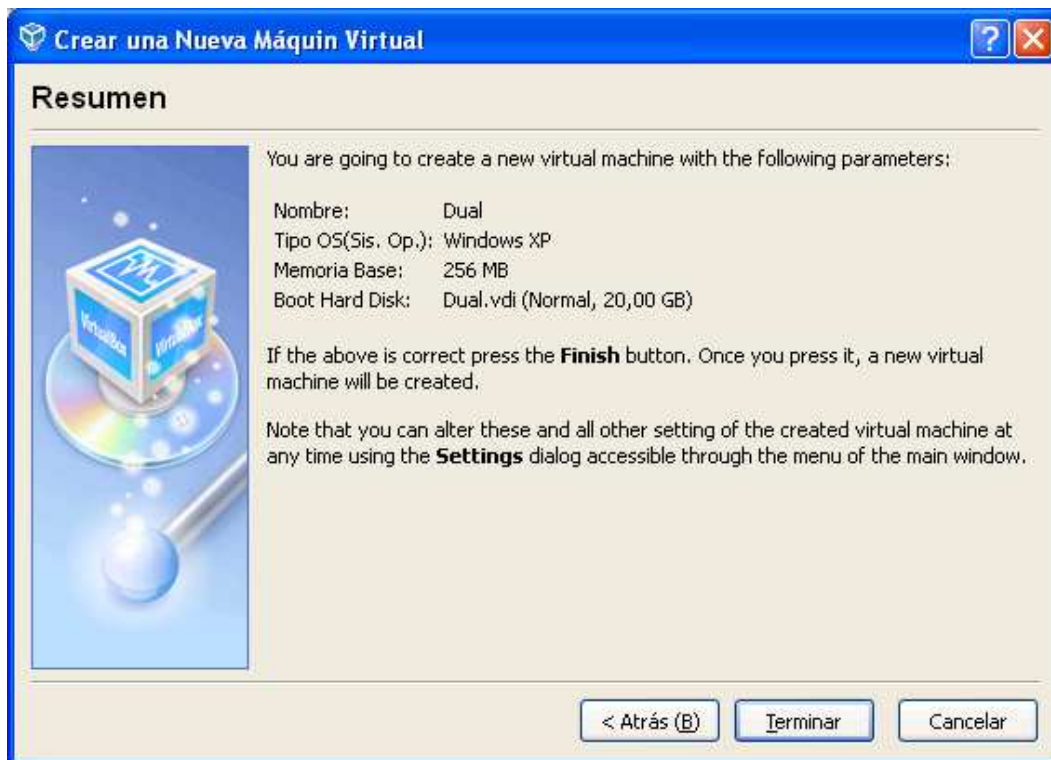 Crear una Nueva Máquin Virtual
Resumen
You are going to create a new virtual machine with the following parameters:
Nombre: Dual
Tipo OS(Sis. Op.): Windows XP
Memoria Base: 256 MB
Boot Hard Disk: Dual.vdi (Normal, 20,00 GB)
If the above is correct press the Finish button. Once you press it, a new virtual
machine will be created.
Note that you can alter these and all other setting of the created virtual machine at
any time using the Settings dialog accessible through the menu of the main window.
VirtualBox VirtualBox
< Atrás (B) Terminar Cancelar